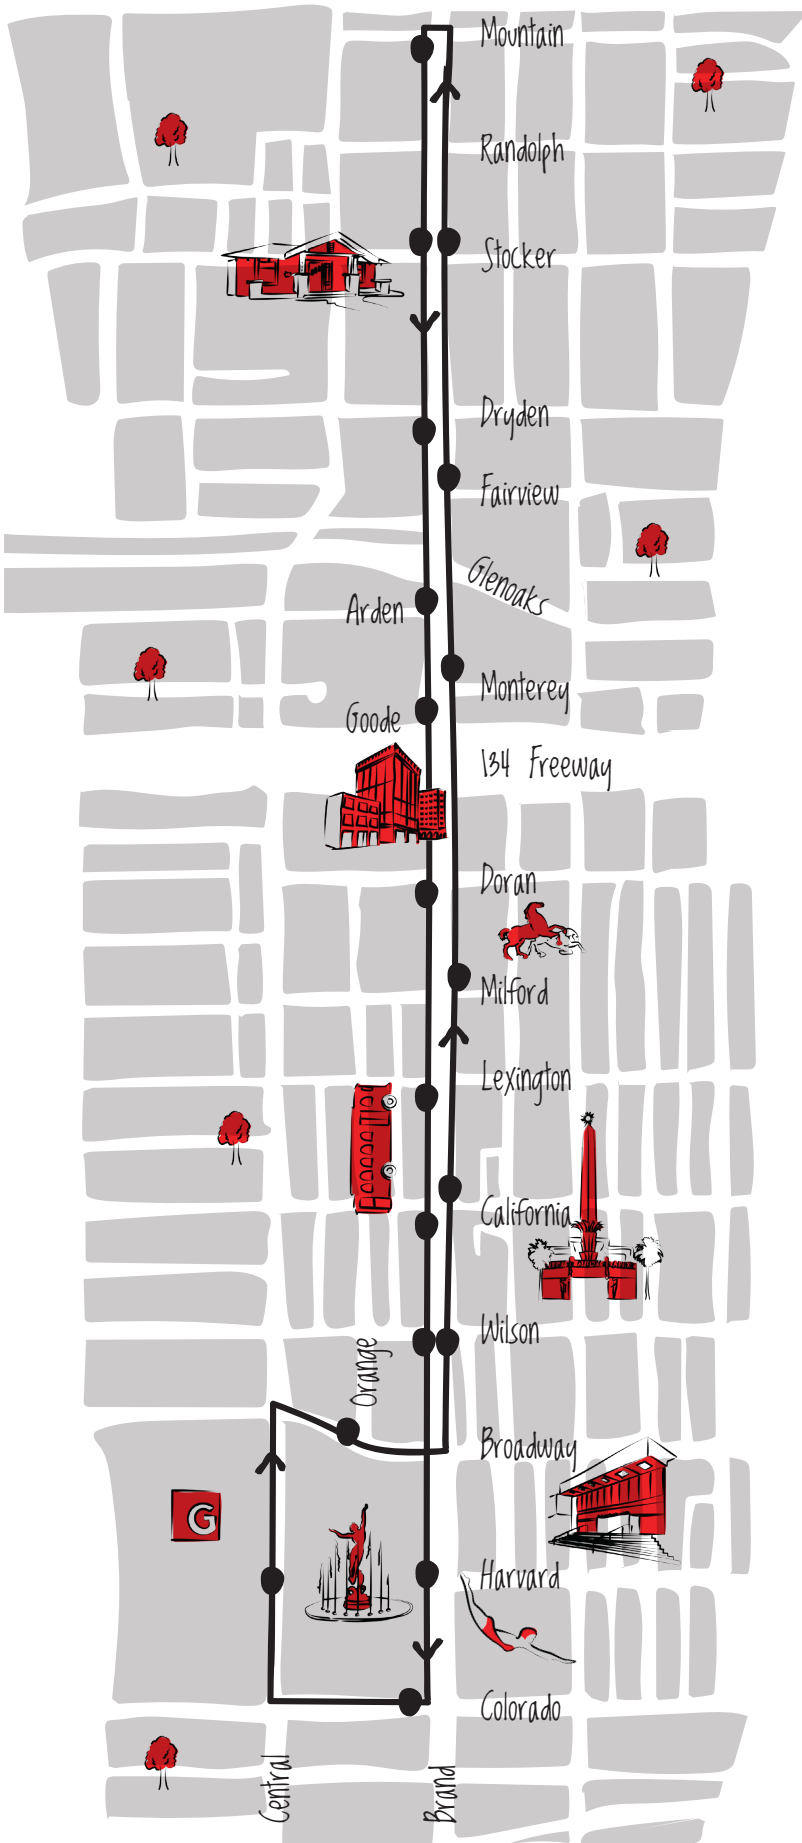 Mountain
Randolph
Stocker
Dryden
Fairview
Glenoaks
Arden
Monterey
Goode
134 Freeway
Doran
Milford
Lexington
California
Wilson
Orange
Broadway
G
Harvard
Colorado
Central
Brand